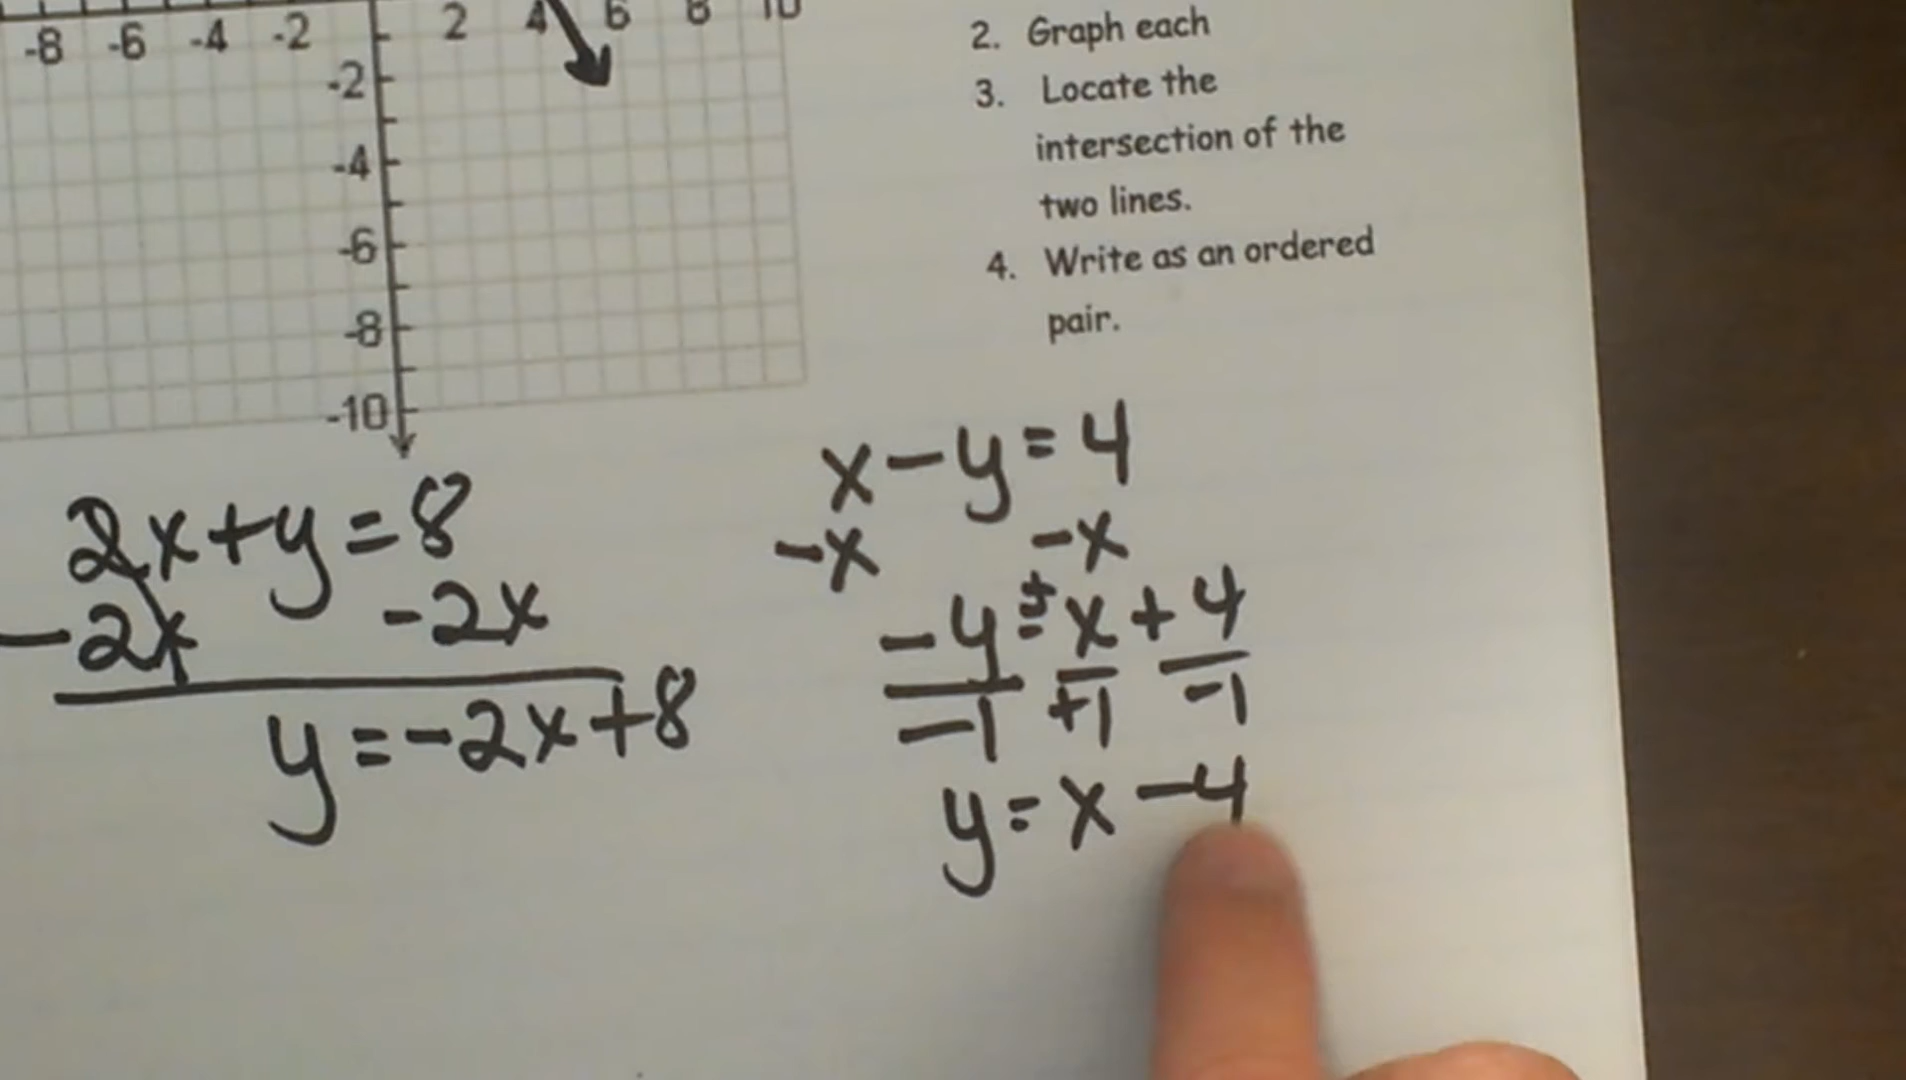 -8 -6 -4 -2 2 4 6 8 10
-2
-4
-6
-8
-10
2. Graph each
3. Locate the
intersection of the
two lines.
4. Write as an ordered
pair.
2x+y=8
-2x -2x
y=-2x+8
x-y=4
-x -x
-y=+x+4
-1 +1 -1
y=x-4